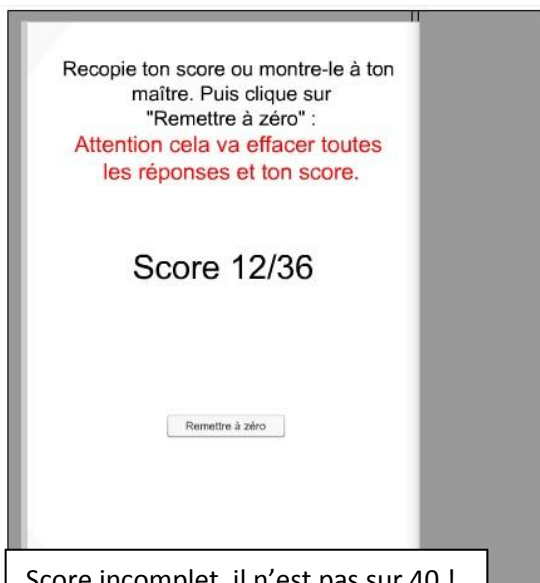 Recopie ton score ou montre-le à ton
maître. Puis clique sur
"Remettre à zéro" :
Attention cela va effacer toutes
les réponses et ton score.
Score 12/36
Remettre à zéro
Score incomplet, il n'est pas sur 40 !